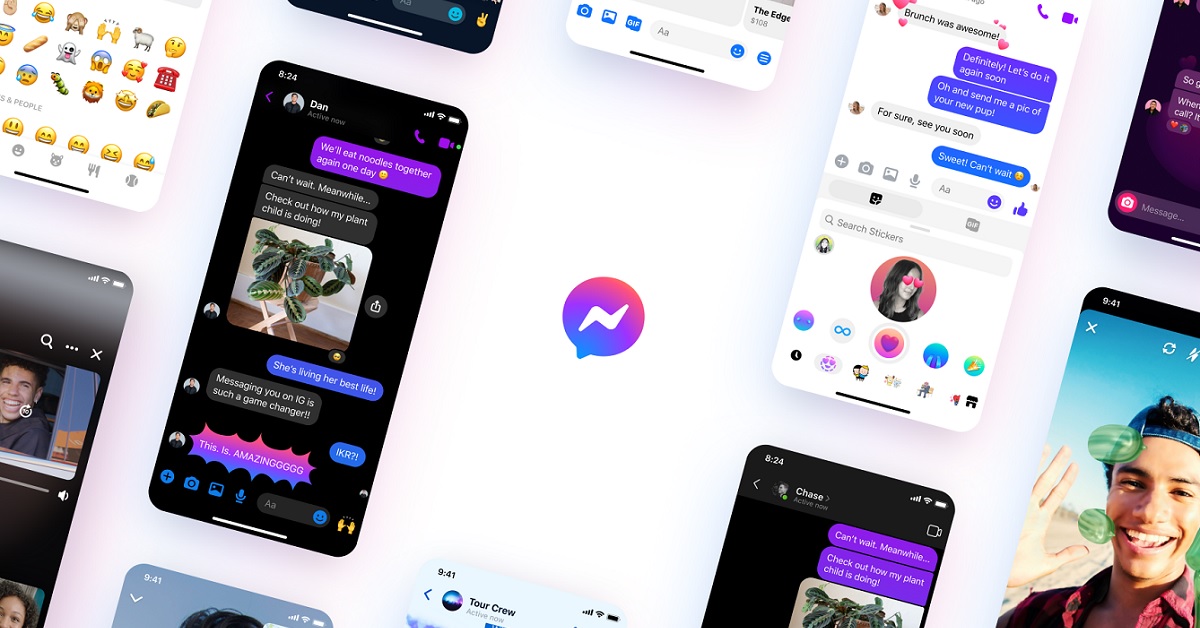 S & PEOPLE
Aa
GIF
Aa
The Edge
$108
8:24
Dan
Active now
We'll eat noodles together
again one day
Can't wait. Meanwhile...
Check out how my plant
child is doing!
She's living her best life!
Messaging you on IG is
such a game changer!!
IKR?!
This. Is. AMAZINGGGGG
Aa
ago
Brunch was awesome!
Definitely! Let's do it
again soon
Oh and send me a pic of
your new pup!
For sure, see you soon
Sweet! Can't wait
Aa
GIF
Search Stickers
So g
When
call? It
Message...
9:41
9:41
9:41
Tour Crew
Active now
8:24
Chase
Active now
Can't wait. Meanwhile...
Check out how my plant
child is doing!